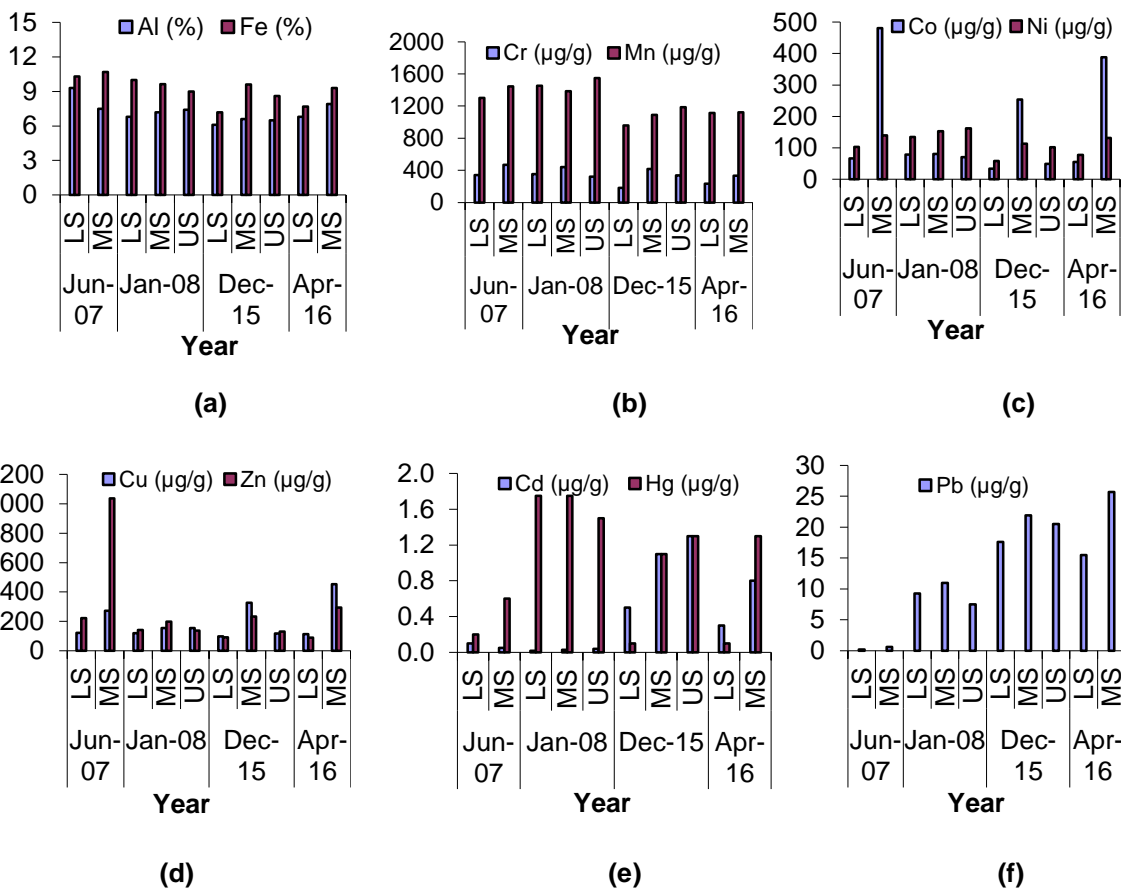 15
12
9
6
3
0
Al (%) Fe (%)
LS MS LS MS US LS MS US LS MS
Jun-07 Jan-08 Dec-15 Apr-16
Year
(a)
2000
1600
1200
800
400
0
Cr (µg/g) Mn (µg/g)
LS MS LS MS US LS MS US LS MS
Jun-07 Jan-08 Dec-15 Apr-16
Year
(b)
500
400
300
200
100
0
Co (µg/g) Ni (µg/g)
LS MS LS MS US LS MS US LS MS
Jun-07 Jan-08 Dec-15 Apr-16
Year
(c)
200
000
800
600
400
200
0
Cu (µg/g) Zn (µg/g)
LS MS LS MS US LS MS US LS MS
Jun-07 Jan-08 Dec-15 Apr-16
Year
(d)
2.0
1.6
1.2
0.8
0.4
0.0
Cd (µg/g) Hg (µg/g)
LS MS LS MS US LS MS US LS MS
Jun-07 Jan-08 Dec-15 Apr-16
Year
(e)
30
25
20
15
10
5
0
Pb (µg/g)
LS MS LS MS US LS MS US LS MS
Jun-07 Jan-08 Dec-15 Apr-16
Year
(f)